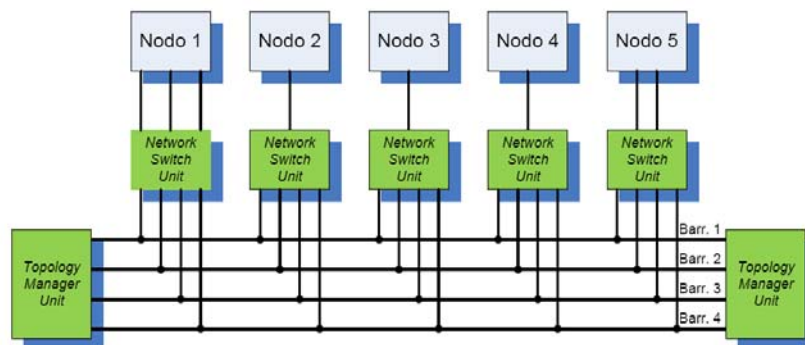 Nodo 1
Nodo 2
Nodo 3
Nodo 4
Nodo 5
Network
Switch
Unit
Network
Switch
Unit
Network
Switch
Unit
Network
Switch
Unit
Network
Switch
Unit
Topology
Manager
Unit
Barr. 1
Barr. 2
Barr. 3
Barr. 4
Topology
Manager
Unit